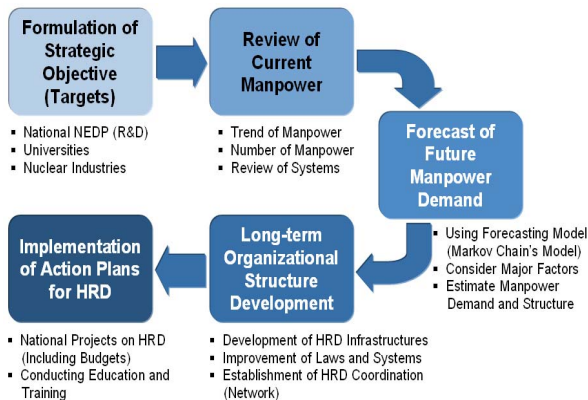 Formulation of
Strategic
Objective
(Targets)
▪ National NEDP (R&D)
▪ Universities
▪ Nuclear Industries
Review of
Current
Manpower
▪ Trend of Manpower
▪ Number of Manpower
▪ Review of Systems
Forecast of
Future
Manpower
Demand
▪ Using Forecasting Model
(Markov Chain's Model)
▪ Consider Major Factors
▪ Estimate Manpower
Demand and Structure
Long-term
Organizational
Structure
Development
▪ Development of HRD Infrastructures
▪ Improvement of Laws and Systems
▪ Establishment of HRD Coordination
(Network)
Implementation
of Action Plans
for HRD
▪ National Projects on HRD
(Including Budgets)
▪ Conducting Education and
Training